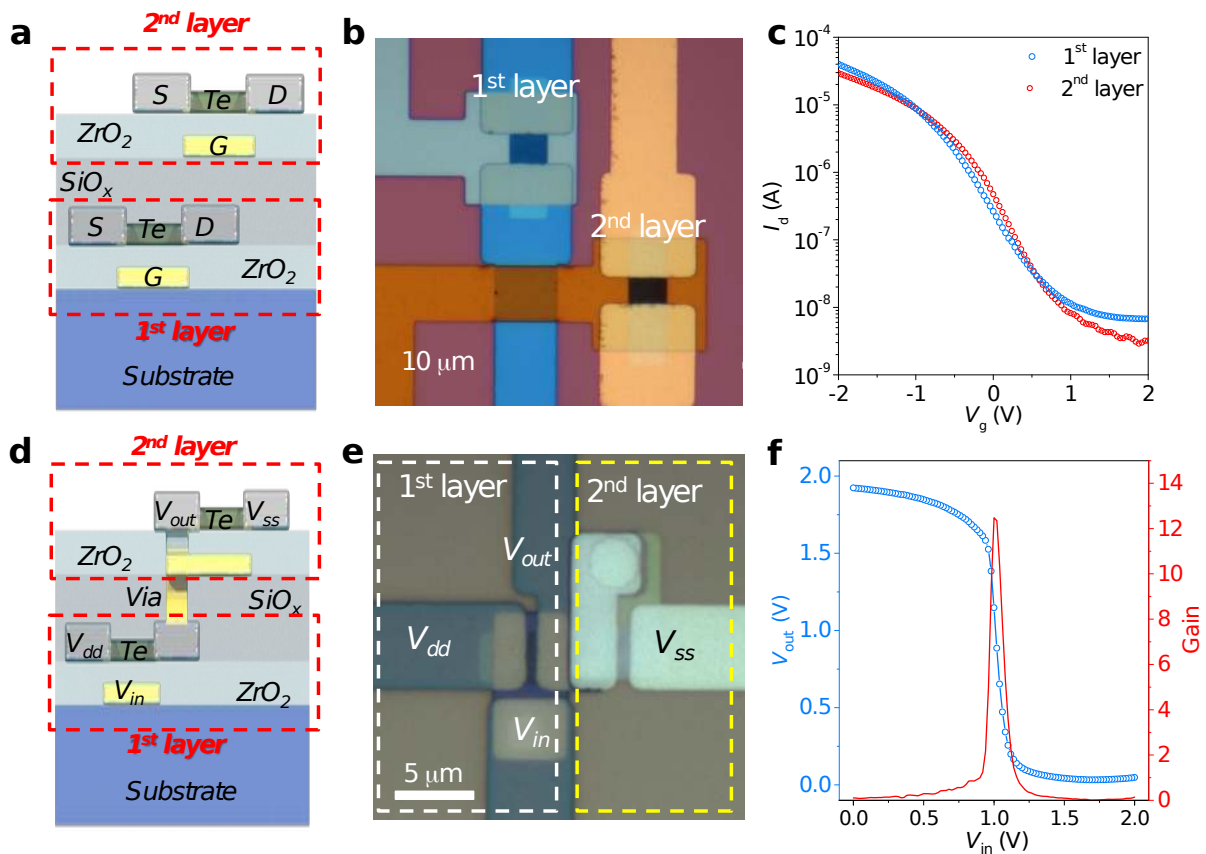 a
2nd layer
S Te D
ZrO2
G
SiOx
S Te D
G ZrO2
1st layer
Substrate
b
1st layer
2nd layer
10 μm
c
10-4
10-5
10-6
10-7
10-8
10-9
Id (A)
1st layer
2nd layer
-2 -1 0 1 2
Vg (V)
d
2nd layer
Vout Te Vss
ZrO2
Via SiOx
Vdd Te
Vin ZrO2
1st layer
Substrate
e
1st layer 2nd layer
Vout
Vdd Vss
Vin
5 μm
f
2.0
1.5
1.0
0.5
0.0
Vout (V)
14
12
10
8
6
4
2
0
Gain
0.0 0.5 1.0 1.5 2.0
Vin (V)